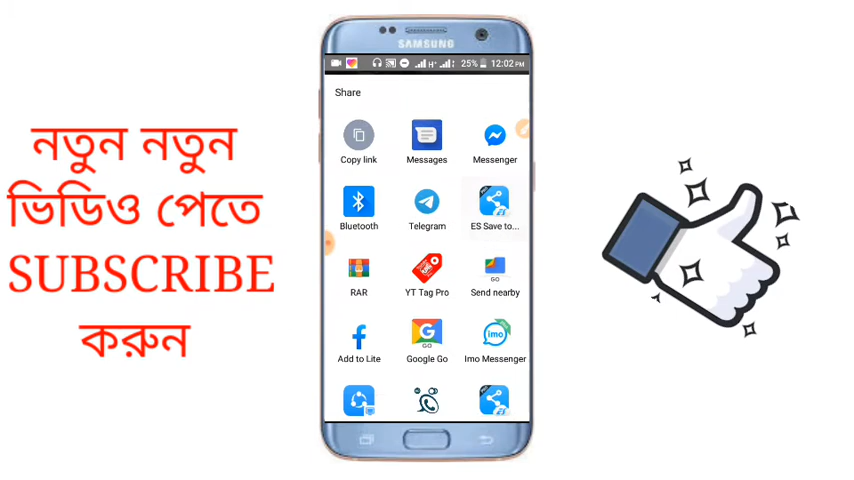 SAMSUNG
25% 12:02 PM
Share
নতুন নতুন
ভিডিও পেতে
SUBSCRIBE
করুন
Copy link Messages Messenger
Bluetooth Telegram ES Save to...
RAR YT Tag Pro Send nearby
Add to Lite Google Go Imo Messenger